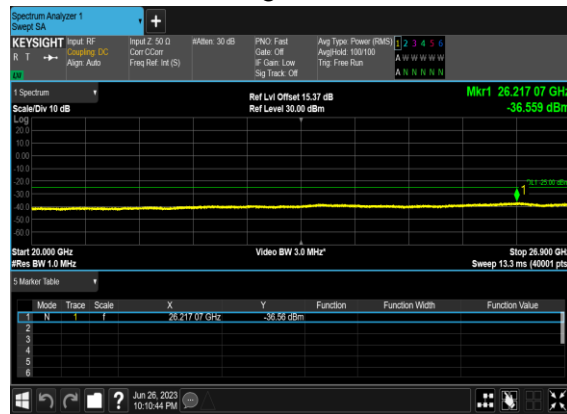 Spectrum Analyzer 1
Swept SA
+
KEYSIGHT Input: RF Input Z: 50 Ω #Atten: 30 dB PNO: Fast Avg Type: Power (RMS) 1 2 3 4 5 6
R T Coupling: DC Corr CCorr Gate: Off Avg|Hold: 100/100 A W W W W W
Align: Auto Freq Ref: Int (S) IF Gain: Low Trig: Free Run
LXI Sig Track: Off A N N N N N
1 Spectrum Ref Lvl Offset 15.37 dB Mkr1 26.217 07 GHz
Scale/Div 10 dB Ref Level 30.00 dBm -36.559 dBm
Log
20.0
10.0
0.00
-10.0
-20.0
DL1 -25.00 dBm
-30.0
1
-40.0
-50.0
-60.0
Start 20.000 GHz Video BW 3.0 MHz* Stop 26.900 GHz
#Res BW 1.0 MHz Sweep 13.3 ms (40001 pts
5 Marker Table
Mode Trace Scale X Y Function Function Width Function Value
1 N 1 f 26.217 07 GHz -36.56 dBm
2
3
4
5
6
? Jun 26, 2023
10:10:44 PM